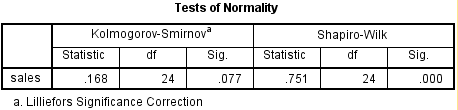 Tests of Normality
Kolmogorov-Smirnovᵃ Shapiro-Wilk
Statistic df Sig. Statistic df Sig.
sales .168 24 .077 .751 24 .000
a. Lilliefors Significance Correction